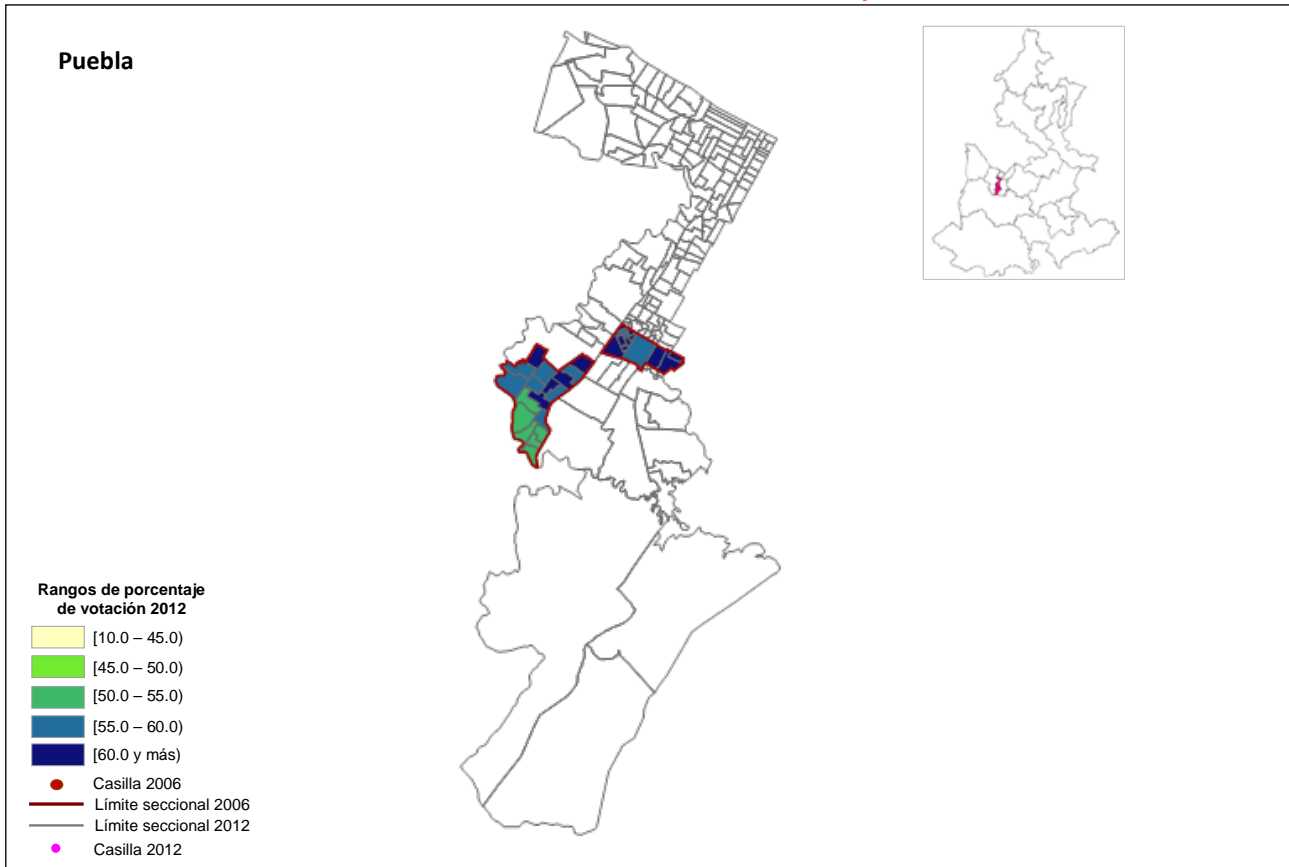 Puebla
Rangos de porcentaje
de votación 2012
[10.0 – 45.0)
[45.0 – 50.0)
[50.0 – 55.0)
[55.0 – 60.0)
[60.0 y más)
Casilla 2006
Límite seccional 2006
Límite seccional 2012
Casilla 2012